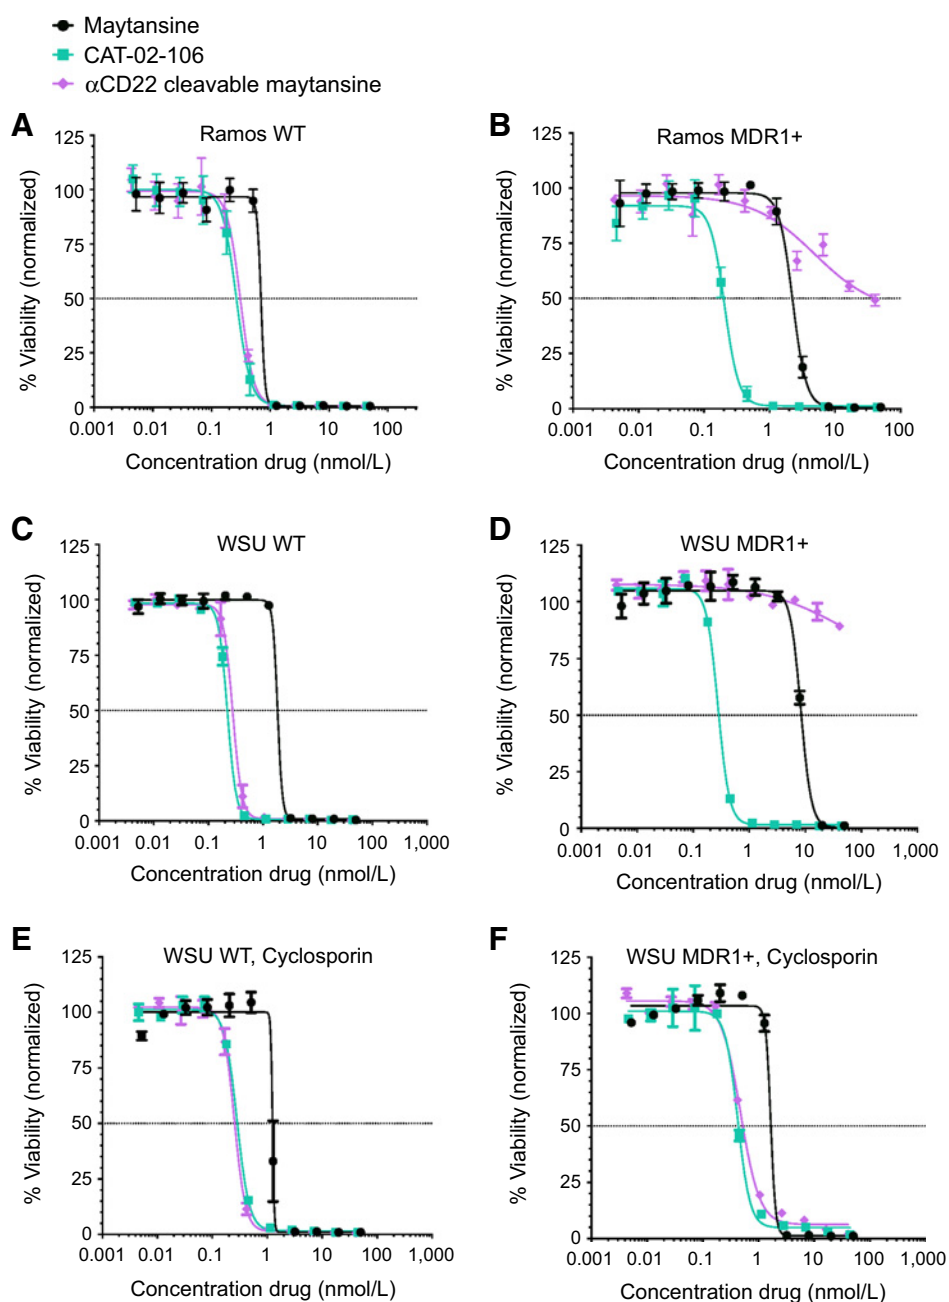 Maytansine
CAT-02-106
αCD22 cleavable maytansine
A
Ramos WT
% Viability (normalized)
125
100
75
50
25
0
0.001 0.01 0.1 1 10 100
Concentration drug (nmol/L)
B
Ramos MDR1+
% Viability (normalized)
125
100
75
50
25
0
0.001 0.01 0.1 1 10 100
Concentration drug (nmol/L)
C
WSU WT
% Viability (normalized)
125
100
75
50
25
0
0.001 0.01 0.1 1 10 100 1,000
Concentration drug (nmol/L)
D
WSU MDR1+
% Viability (normalized)
125
100
75
50
25
0
0.001 0.01 0.1 1 10 100 1,000
Concentration drug (nmol/L)
E
WSU WT, Cyclosporin
% Viability (normalized)
125
100
75
50
25
0
0.001 0.01 0.1 1 10 100 1,000
Concentration drug (nmol/L)
F
WSU MDR1+, Cyclosporin
% Viability (normalized)
125
100
75
50
25
0
0.001 0.01 0.1 1 10 100 1,000
Concentration drug (nmol/L)